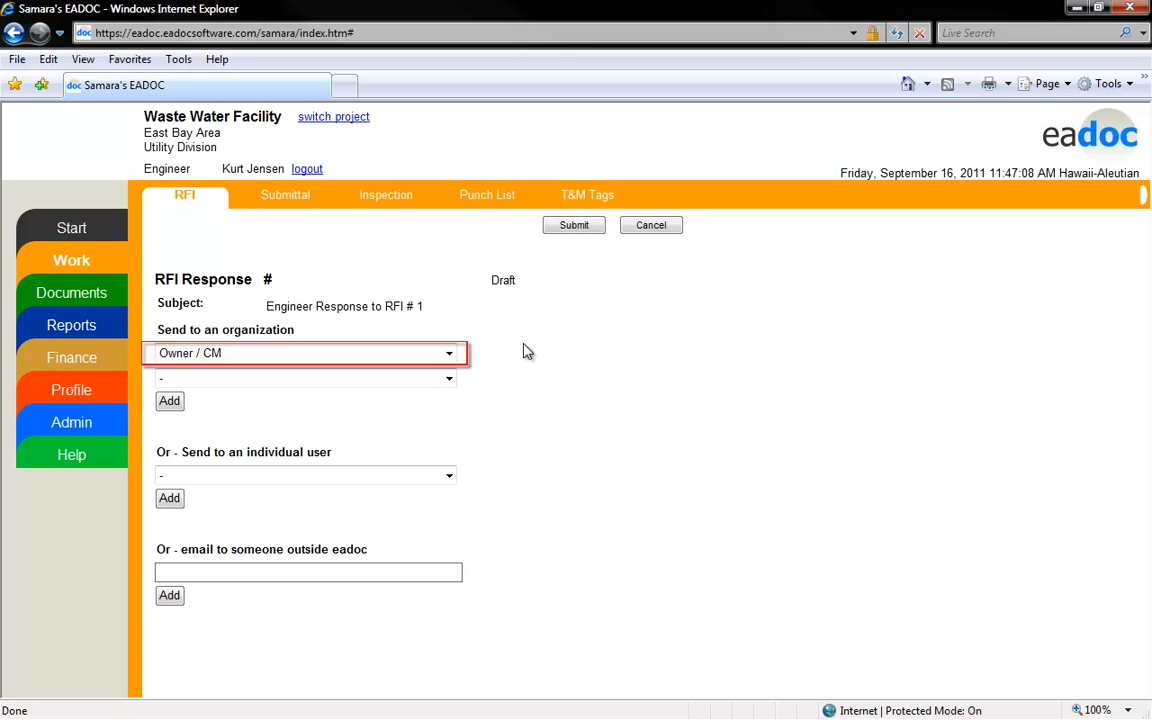 Samara's EADOC - Windows Internet Explorer
doc https://eadoc.eadocsoftware.com/samara/index.htm#
Live Search
File Edit View Favorites Tools Help
doc Samara's EADOC
Page Tools
Waste Water Facility switch project
East Bay Area
Utility Division
Engineer Kurt Jensen logout
eadoc
Friday, September 16, 2011 11:47:08 AM Hawaii-Aleutian
RFI Submittal Inspection Punch List T&M Tags
Submit Cancel
Start
Work
Documents
Reports
Finance
Profile
Admin
Help
RFI Response # Draft
Subject: Engineer Response to RFI # 1
Send to an organization
Owner / CM
-
Add
Or - Send to an individual user
-
Add
Or - email to someone outside eadoc
Add
Done
Internet | Protected Mode: On
100%